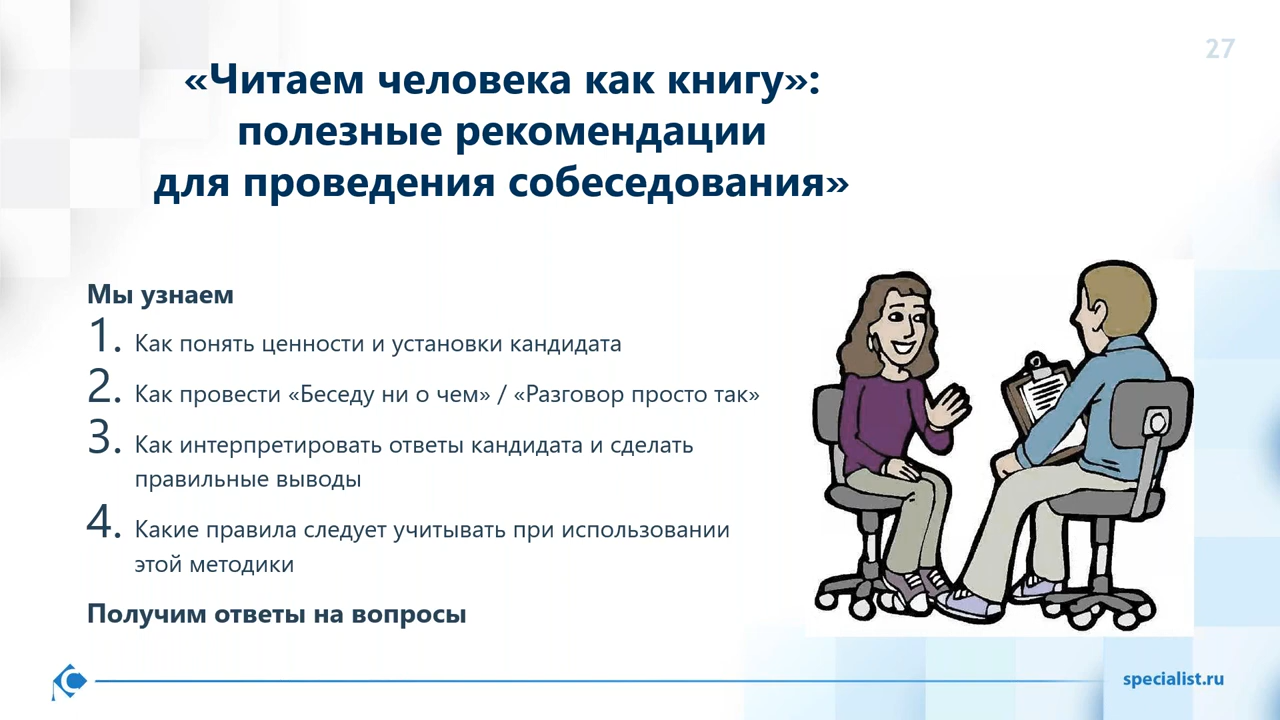 27
«Читаем человека как книгу»:
полезные рекомендации
для проведения собеседования»
Мы узнаем
1. Как понять ценности и установки кандидата
2. Как провести «Беседу ни о чем» / «Разговор просто так»
3. Как интерпретировать ответы кандидата и сделать
правильные выводы
4. Какие правила следует учитывать при использовании
этой методики
Получим ответы на вопросы
specialist.ru